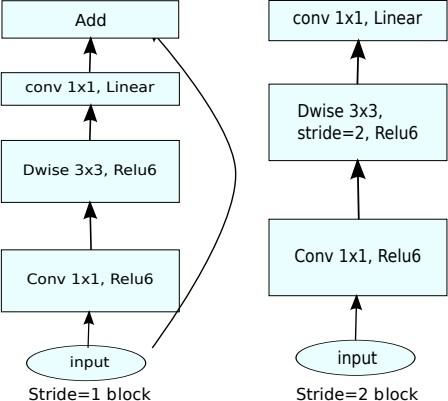 Add
conv 1x1, Linear
Dwise 3x3, Relu6
Conv 1x1, Relu6
input
Stride=1 block
conv 1x1, Linear
Dwise 3x3,
stride=2, Relu6
Conv 1x1, Relu6
input
Stride=2 block